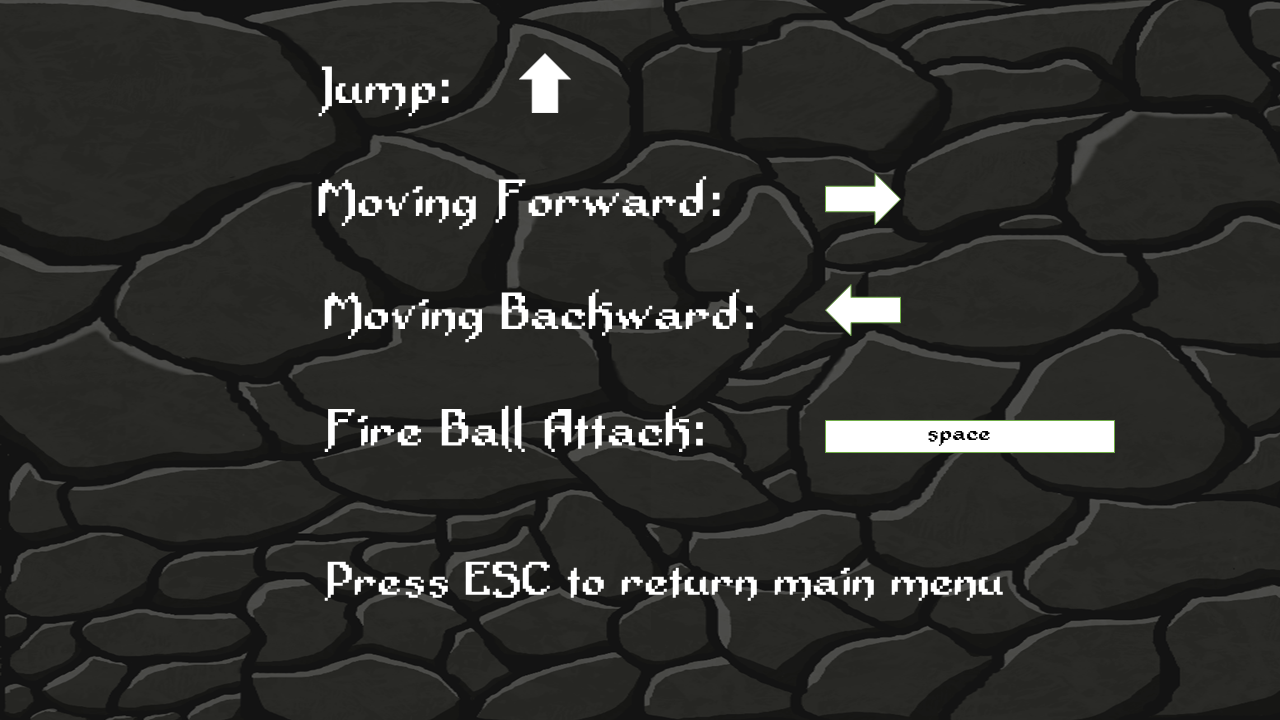 Jump:
Moving Forward:
Moving Backward:
Fire Ball Attack: space
Press ESC to return main menu